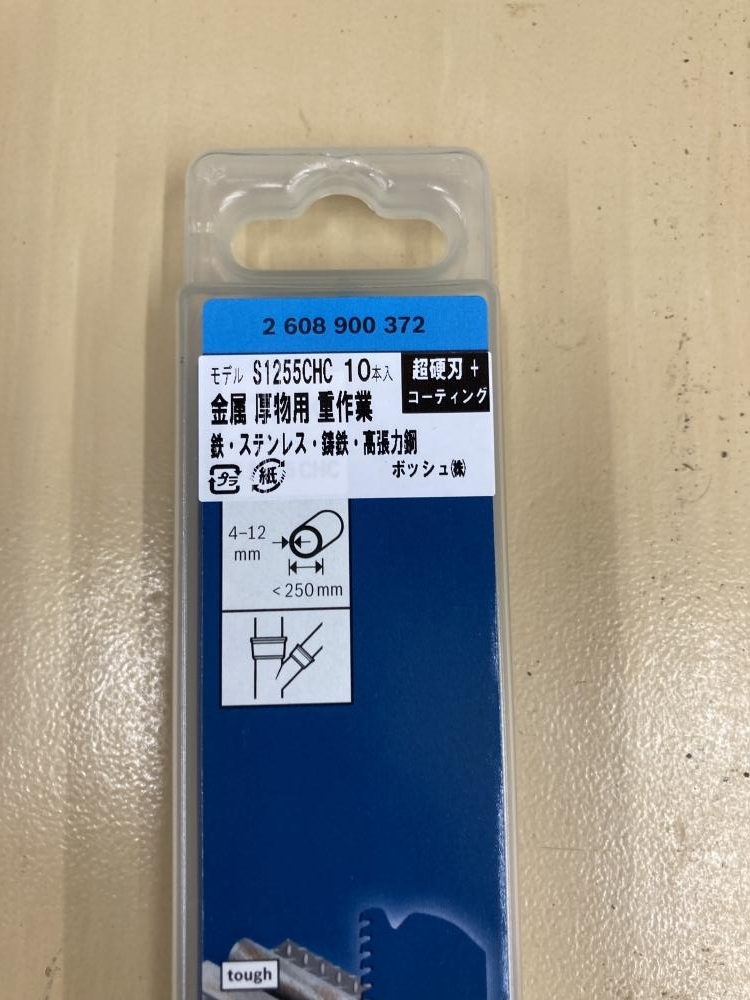 2 608 900 372
モデル S1255CHC 10本入
超硬刃 +
コーティング
金属 厚物用 重作業
鉄・ステンレス・鋳鉄・高張力鋼
プラ 紙 ボッシュ㈱
4-12
mm
<250mm
tough